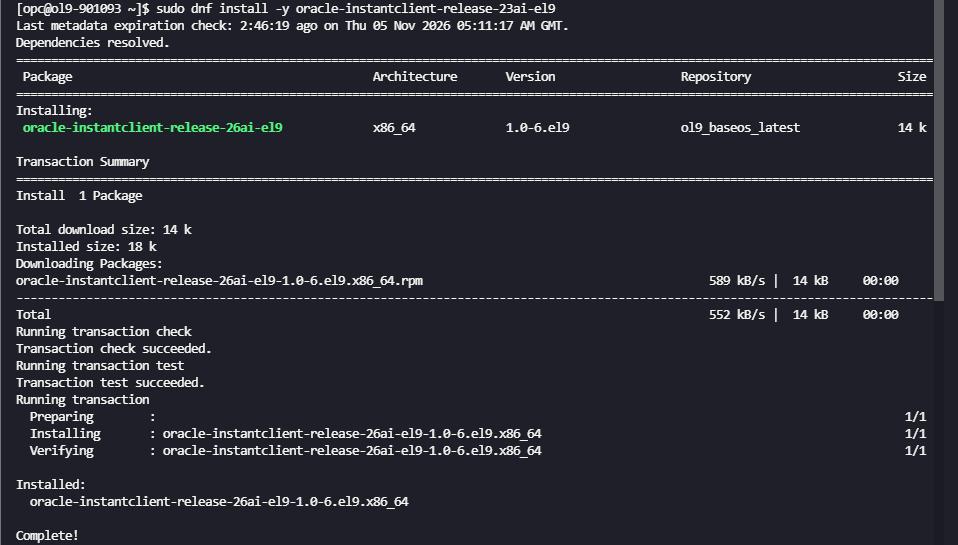 [opc@ol9-901093 ~]$ sudo dnf install -y oracle-instantclient-release-23ai-el9
Last metadata expiration check: 2:46:19 ago on Thu 05 Nov 2026 05:11:17 AM GMT.
Dependencies resolved.
Package Architecture Version Repository Size
Installing:
oracle-instantclient-release-26ai-el9 x86_64 1.0-6.el9 ol9_baseos_latest 14 k
Transaction Summary
Install 1 Package
Total download size: 14 k
Installed size: 18 k
Downloading Packages:
oracle-instantclient-release-26ai-el9-1.0-6.el9.x86_64.rpm 589 kB/s | 14 kB 00:00
Total 552 kB/s | 14 kB 00:00
Running transaction check
Transaction check succeeded.
Running transaction test
Transaction test succeeded.
Running transaction
Preparing : 1/1
Installing : oracle-instantclient-release-26ai-el9-1.0-6.el9.x86_64 1/1
Verifying : oracle-instantclient-release-26ai-el9-1.0-6.el9.x86_64 1/1
Installed:
oracle-instantclient-release-26ai-el9-1.0-6.el9.x86_64
Complete!